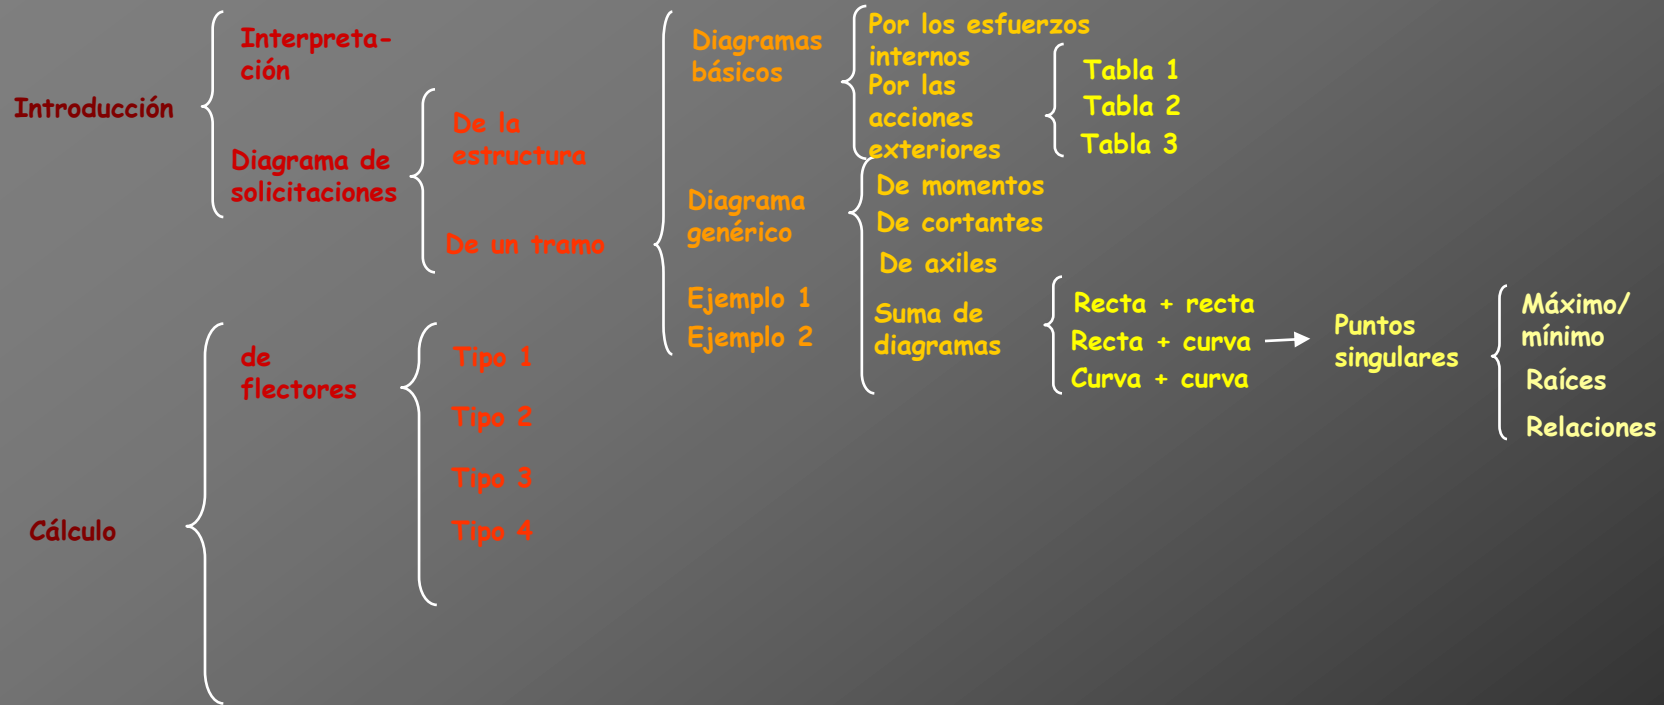 Introducción
Interpreta-
ción
Diagrama de
solicitaciones
De la
estructura
De un tramo
Diagramas
básicos
Por los esfuerzos
internos
Por las
acciones
exteriores
Tabla 1
Tabla 2
Tabla 3
Diagrama
genérico
De momentos
De cortantes
De axiles
Suma de
diagramas
Recta + recta
Recta + curva
Curva + curva
Puntos
singulares
Máximo/
mínimo
Raíces
Relaciones
Ejemplo 1
Ejemplo 2
Cálculo
de
flectores
Tipo 1
Tipo 2
Tipo 3
Tipo 4